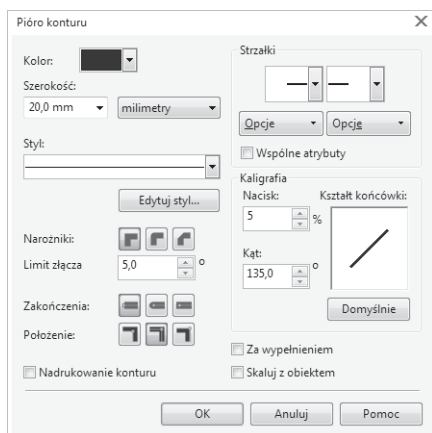 Pióro konturu
Kolor:
Szerokość:
20,0 mm
milimetry
Styl:
Edytuj styl...
Narożniki:
Limit złącza
5,0
o
Zakończenia:
Położenie:
Nadrukowanie konturu
Strzałki
Opcje
Opcje
Wspólne atrybuty
Kaligrafia
Nacisk:
Kształt końcówki:
5
%
Kąt:
135,0
o
Domyślnie
Za wypełnieniem
Skaluj z obiektem
OK
Anuluj
Pomoc